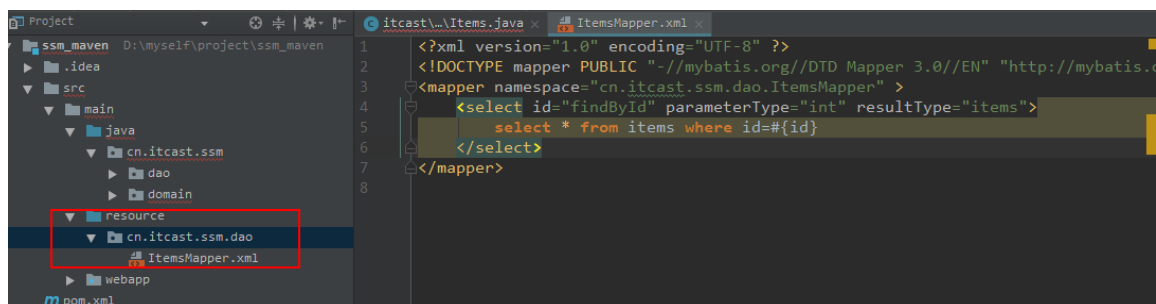 Project
ssm_maven D:\myself\project\ssm_maven
.idea
src
main
java
cn.itcast.ssm
dao
domain
resource
cn.itcast.ssm.dao
ItemsMapper.xml
webapp
pom.xml
itcast\...\Items.java × ItemsMapper.xml ×
1 <?xml version="1.0" encoding="UTF-8" ?>
2 <!DOCTYPE mapper PUBLIC "-//mybatis.org//DTD Mapper 3.0//EN" "http://mybatis.
3 <mapper namespace="cn.itcast.ssm.dao.ItemsMapper" >
4 <select id="findById" parameterType="int" resultType="items">
5 select * from items where id=#{id}
6 </select>
7 </mapper>
8